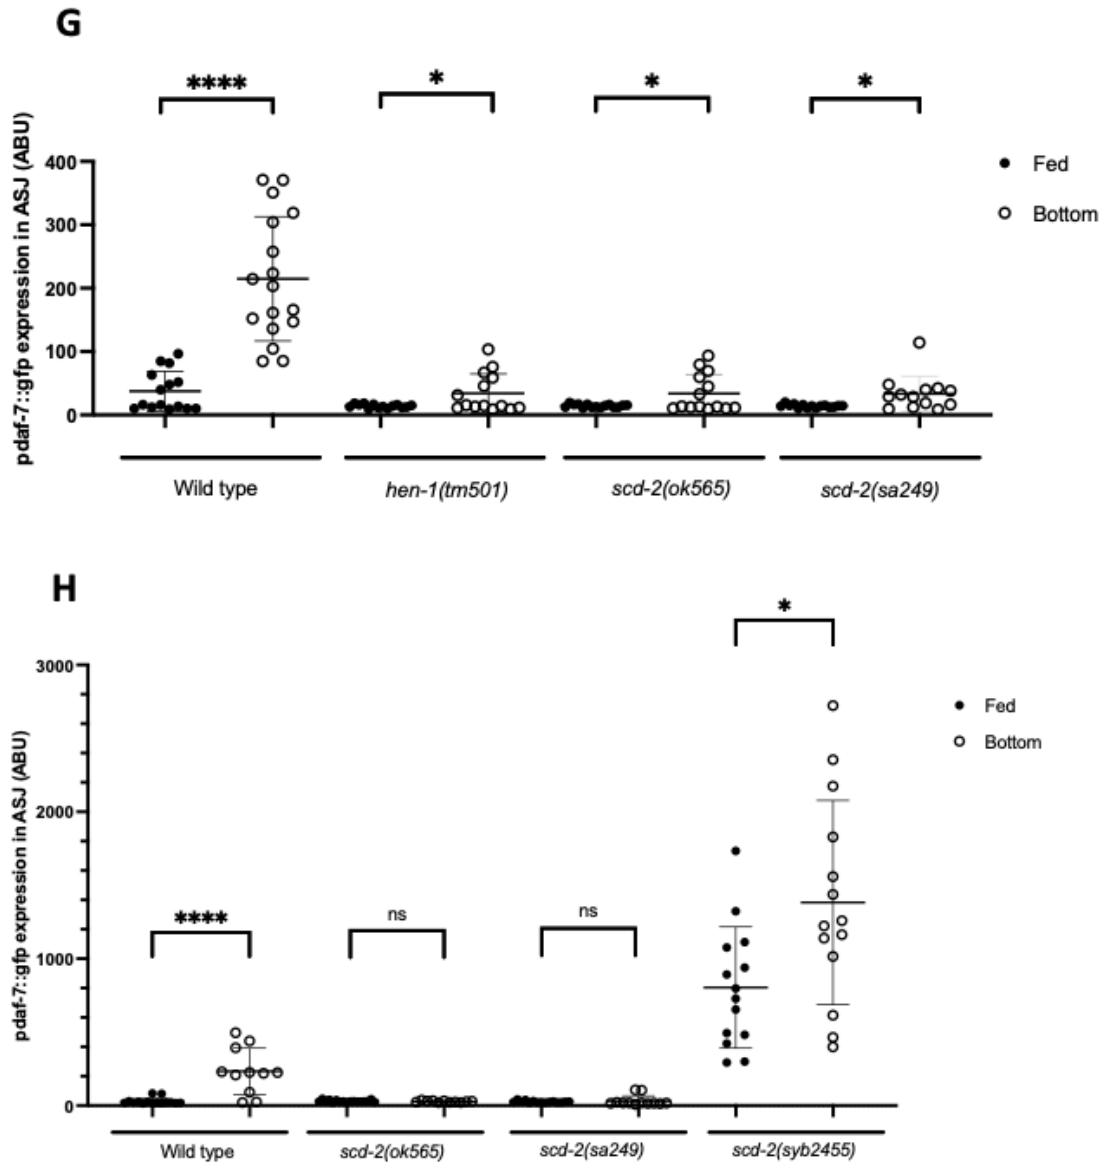 G
****
*
*
*
pdaf-7::gfp expression in ASJ (ABU)
400
300
200
100
0
Fed
Bottom
Wild type
hen-1(tm501)
scd-2(ok565)
scd-2(sa249)
H
*
pdaf-7::gfp expression in ASJ (ABU)
3000
2000
1000
0
****
ns
ns
Fed
Bottom
Wild type
scd-2(ok565)
scd-2(sa249)
scd-2(syb2455)